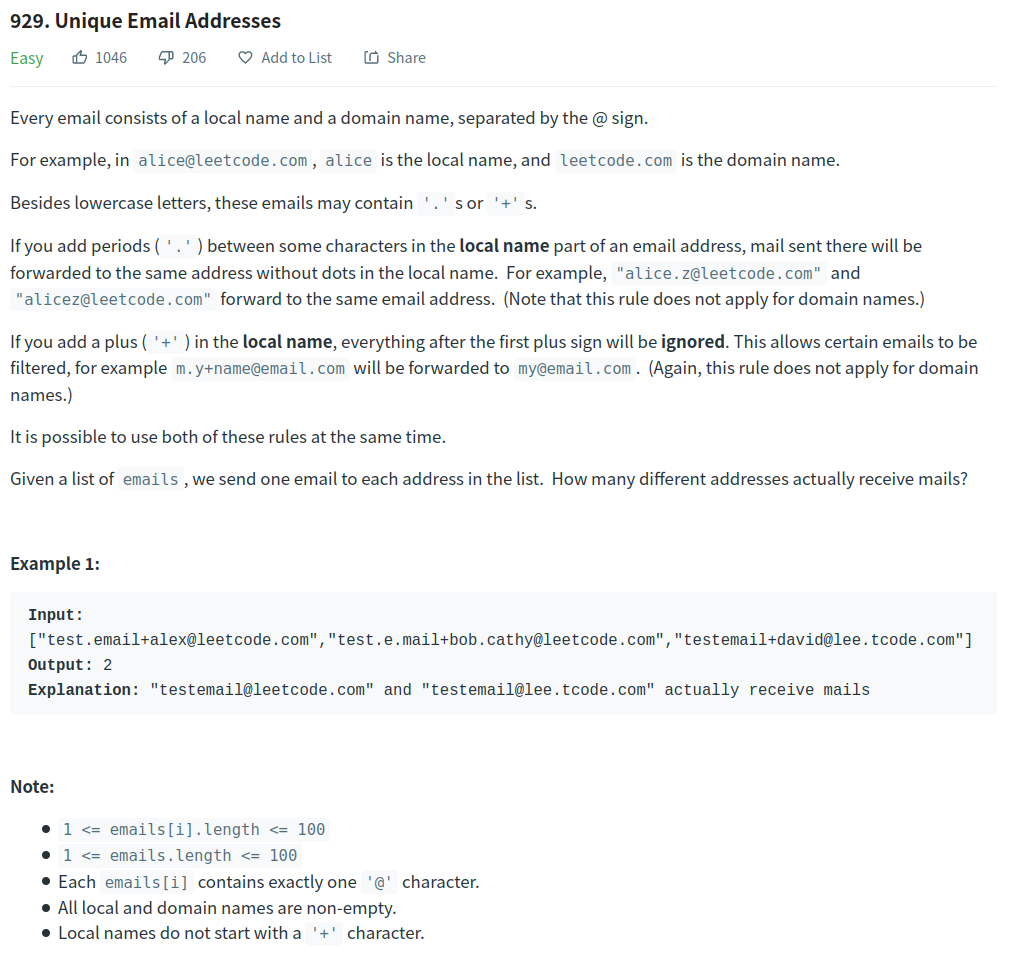 929. Unique Email Addresses
Easy 1046 206 Add to List Share
Every email consists of a local name and a domain name, separated by the @ sign.
For example, in alice@leetcode.com, alice is the local name, and leetcode.com is the domain name.
Besides lowercase letters, these emails may contain '.' s or '+' s.
If you add periods ( '.' ) between some characters in the local name part of an email address, mail sent there will be
forwarded to the same address without dots in the local name. For example, "alice.z@leetcode.com" and
"alicez@leetcode.com" forward to the same email address. (Note that this rule does not apply for domain names.)
If you add a plus ( '+' ) in the local name, everything after the first plus sign will be ignored. This allows certain emails to be
filtered, for example m.y+name@email.com will be forwarded to my@email.com. (Again, this rule does not apply for domain
names.)
It is possible to use both of these rules at the same time.
Given a list of emails, we send one email to each address in the list. How many different addresses actually receive mails?
Example 1:
Input:
["test.email+alex@leetcode.com","test.e.mail+bob.cathy@leetcode.com","testemail+david@lee.tcode.com"]
Output: 2
Explanation: "testemail@leetcode.com" and "testemail@lee.tcode.com" actually receive mails
Note:
● 1 <= emails[i].length <= 100
● 1 <= emails.length <= 100
● Each emails[i] contains exactly one '@' character.
● All local and domain names are non-empty.
● Local names do not start with a '+' character.